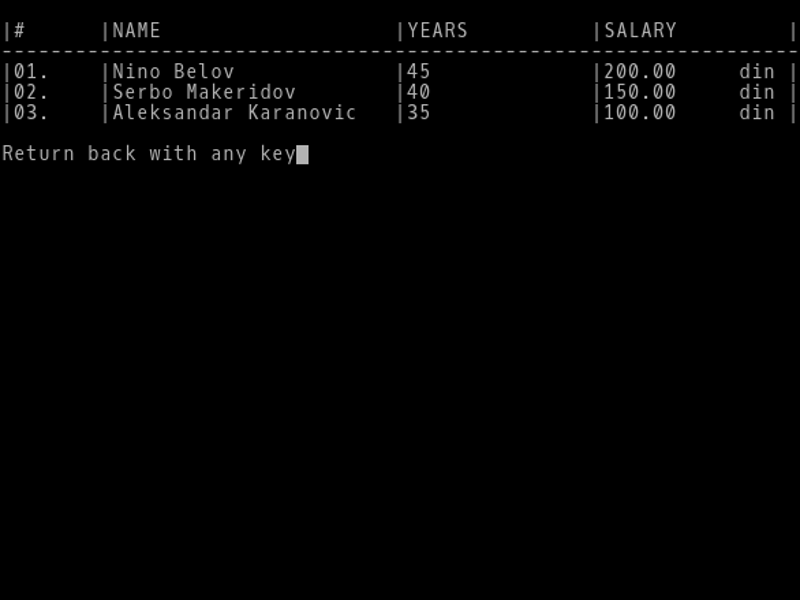 |#      |NAME                   |YEARS          |SALARY         |
-----------------------------------------------------------------
|01.    |Nino Belov             |45             |200.00     din |
|02.    |Serbo Makeridov        |40             |150.00     din |
|03.    |Aleksandar Karanovic   |35             |100.00     din |
Return back with any key